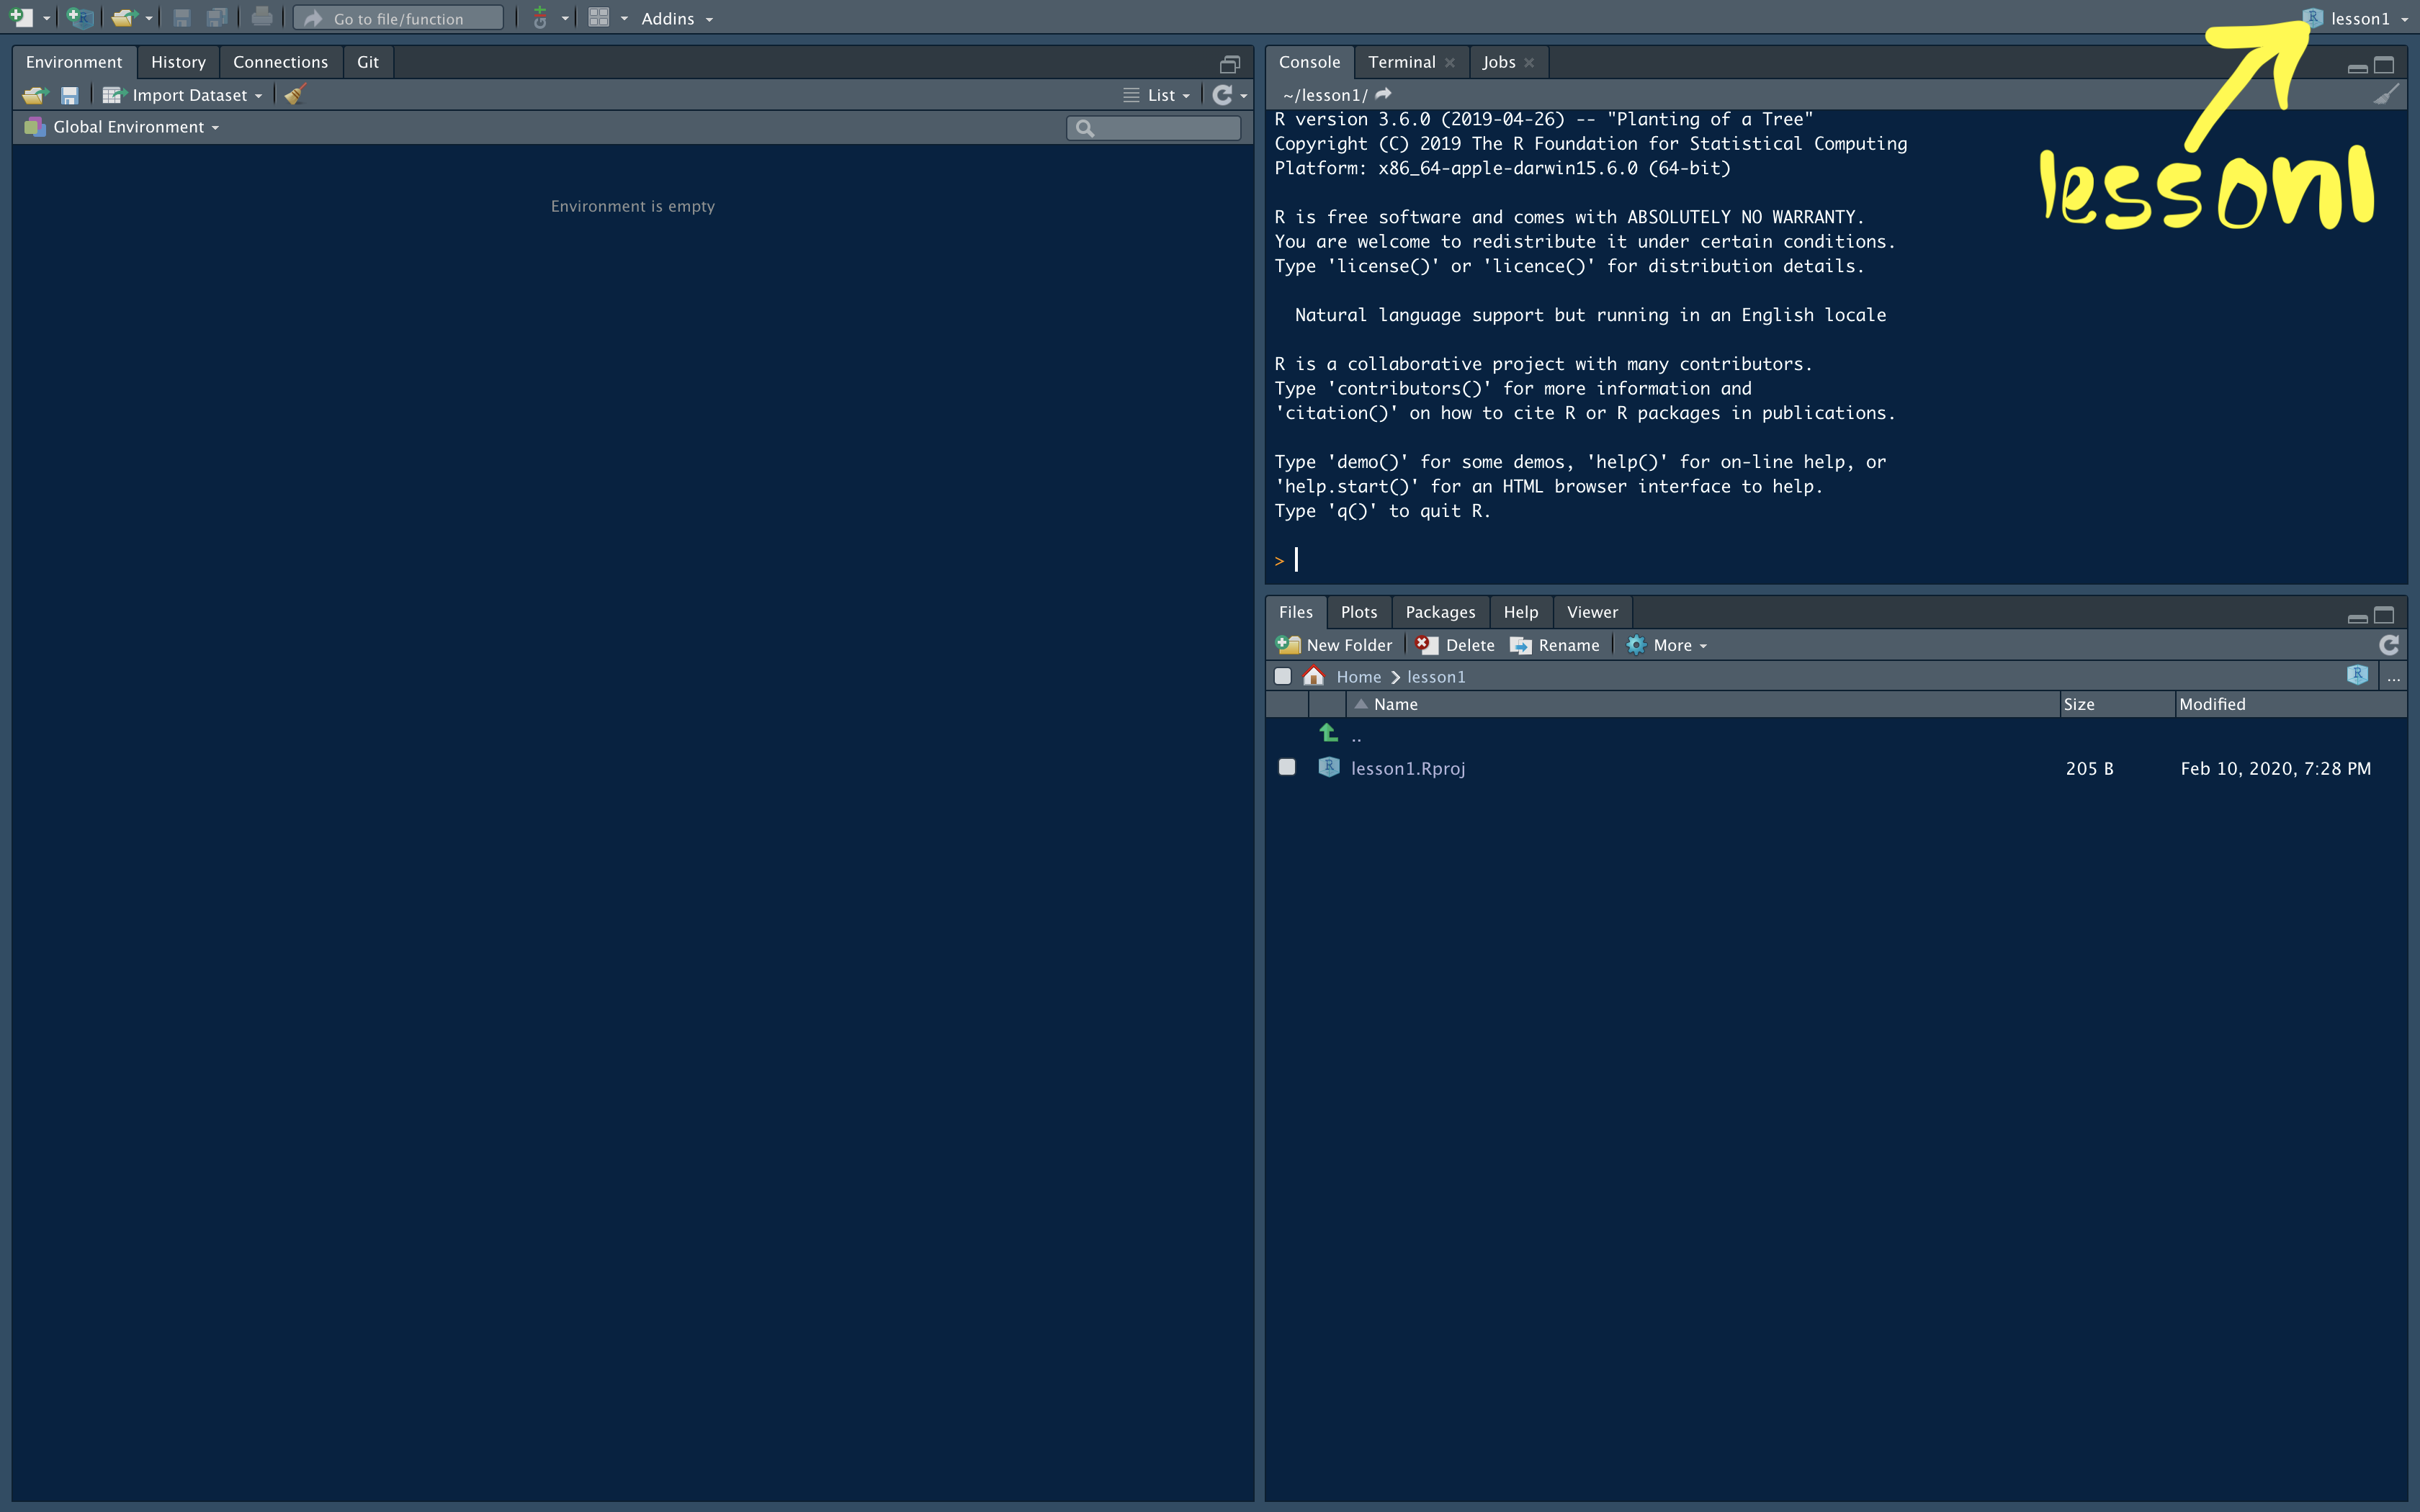 Go to file/function Addins lesson1
Environment History Connections Git
Import Dataset List
Global Environment
Environment is empty
Console Terminal Jobs
~/lesson1/
R version 3.6.0 (2019-04-26) -- "Planting of a Tree"
Copyright (C) 2019 The R Foundation for Statistical Computing
Platform: x86_64-apple-darwin15.6.0 (64-bit)
R is free software and comes with ABSOLUTELY NO WARRANTY.
You are welcome to redistribute it under certain conditions.
Type 'license()' or 'licence()' for distribution details.
Natural language support but running in an English locale
R is a collaborative project with many contributors.
Type 'contributors()' for more information and
'citation()' on how to cite R or R packages in publications.
Type 'demo()' for some demos, 'help()' for on-line help, or
'help.start()' for an HTML browser interface to help.
Type 'q()' to quit R.
>
lesson1
Files Plots Packages Help Viewer
New Folder Delete Rename More
Home lesson1 ...
Name Size Modified
..
lesson1.Rproj 205 B Feb 10, 2020, 7:28 PM